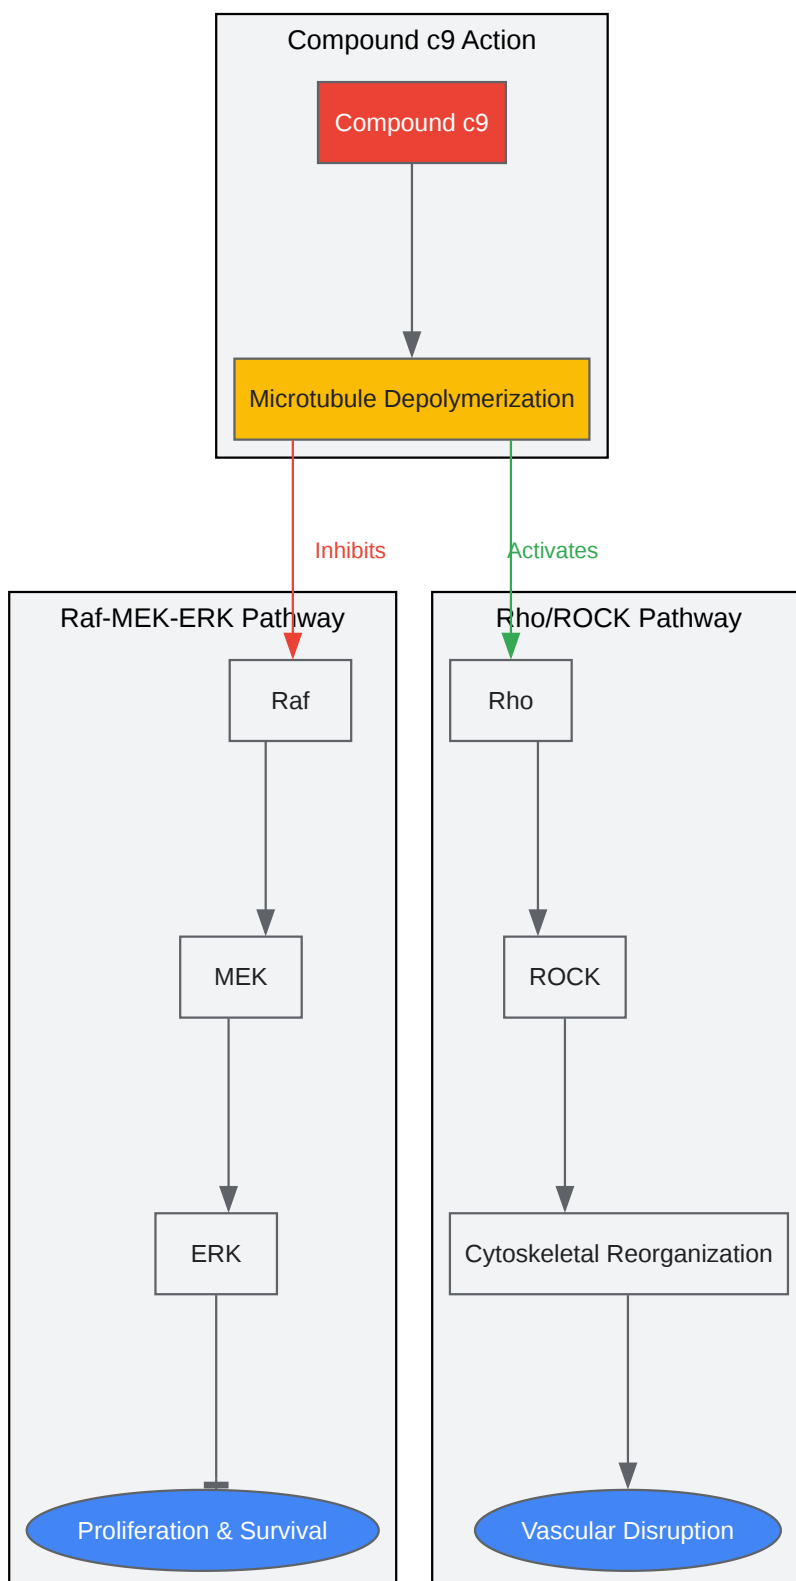 Compound c9 Action
Compound c9
Microtubule Depolymerization
Inhibits
Activates
Raf-MEK-ERK Pathway
Rho/ROCK Pathway
Raf
Rho
MEK
ROCK
ERK
Cytoskeletal Reorganization
Proliferation & Survival
Vascular Disruption